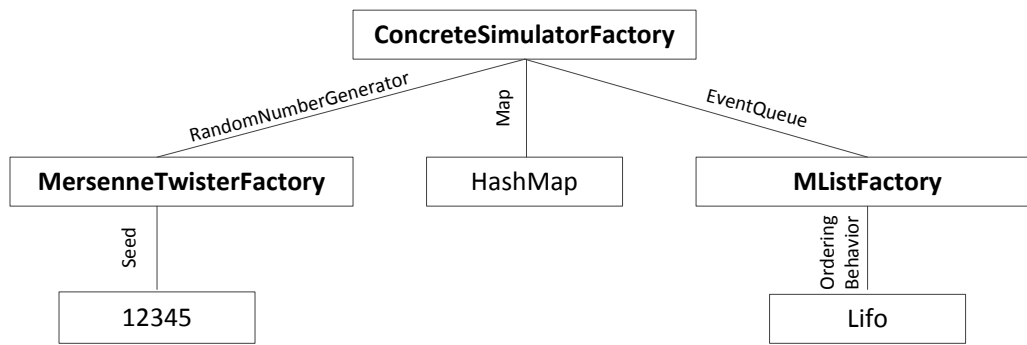 ConcreteSimulatorFactory
RandomNumberGenerator
Map
EventQueue
MersenneTwisterFactory
HashMap
MListFactory
Seed
Ordering
Behavior
12345
Lifo